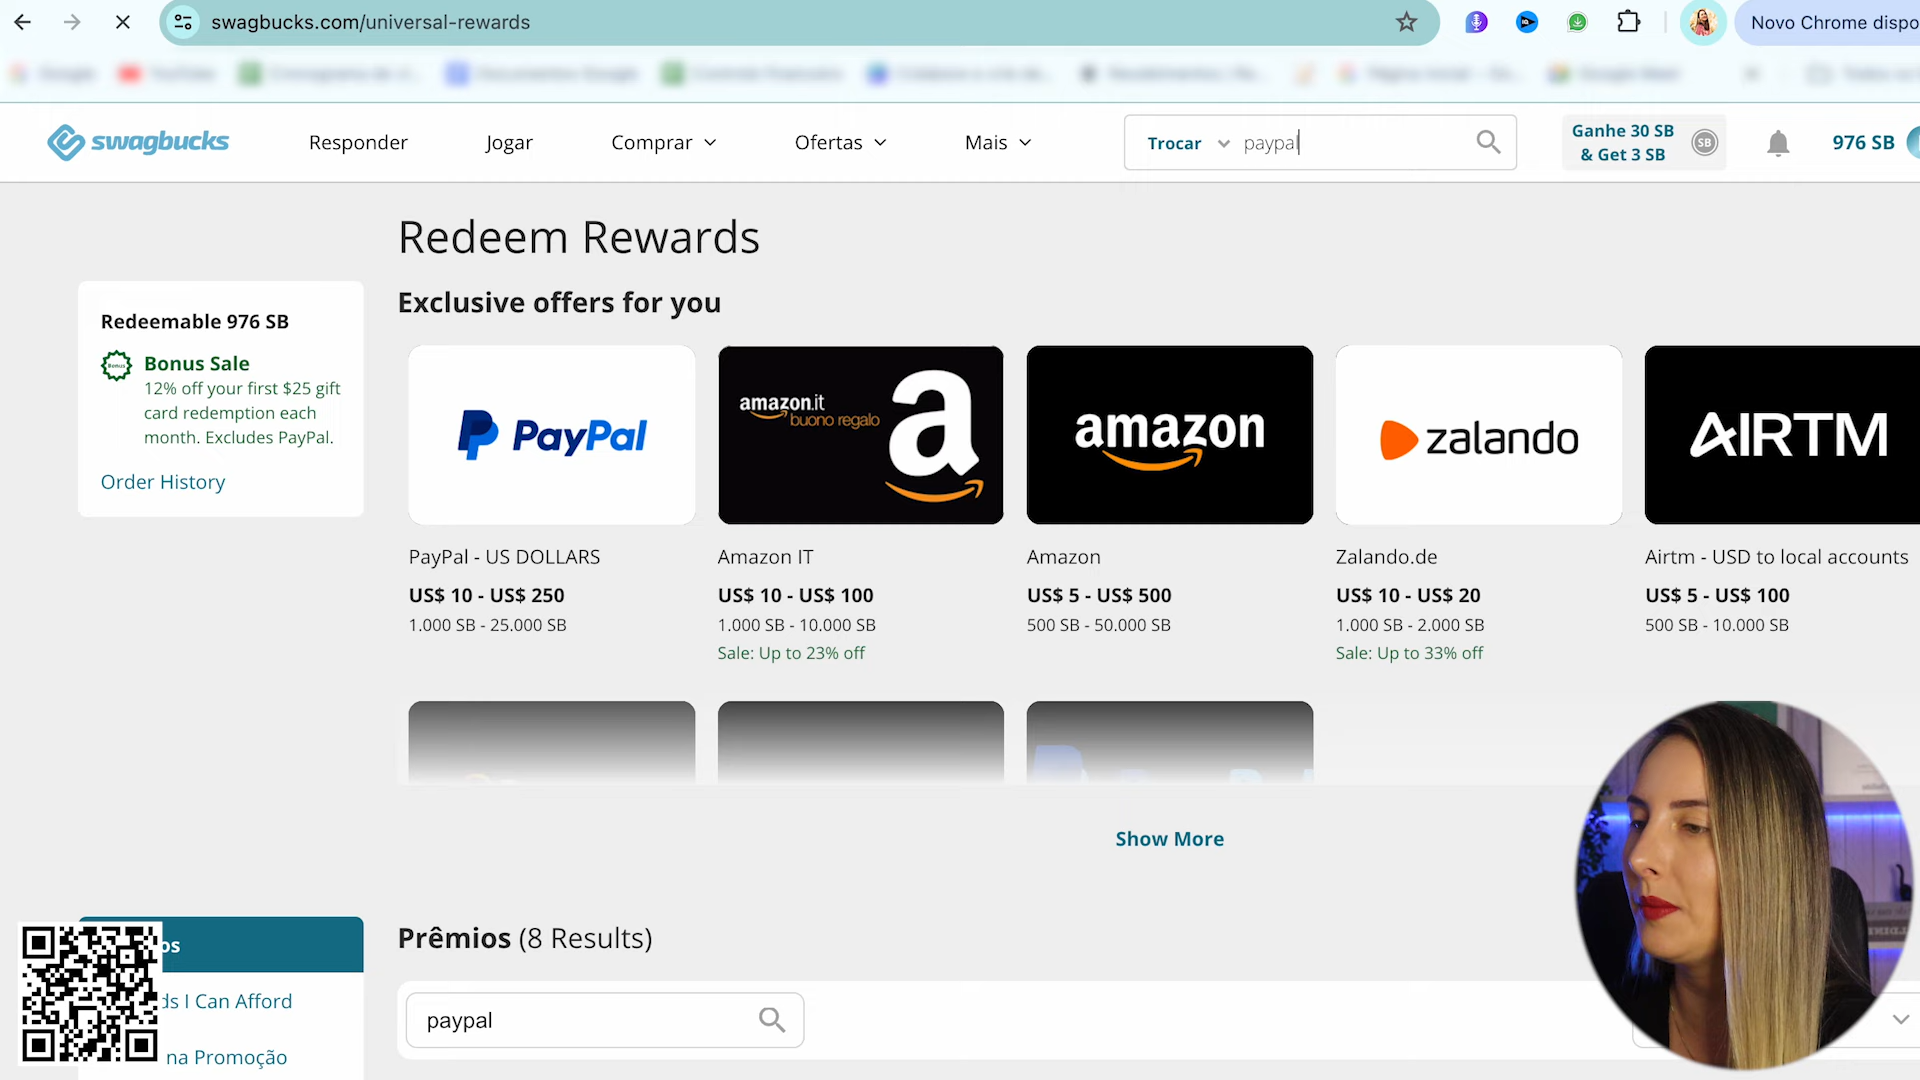 swagbucks.com/universal-rewards
Novo Chrome dispo
swagbucks
Responder
Jogar
Comprar
Ofertas
Mais
Trocar
paypal
Ganhe 30 SB
& Get 3 SB
SB
976 SB
Redeem Rewards
Redeemable 976 SB
Bonus Sale
12% off your first $25 gift
card redemption each
month. Excludes PayPal.
Order History
Exclusive offers for you
PayPal
amazon.it
buono regalo
a
amazon
zalando
AIRTM
PayPal - US DOLLARS
US$ 10 - US$ 250
1.000 SB - 25.000 SB
Amazon IT
US$ 10 - US$ 100
1.000 SB - 10.000 SB
Sale: Up to 23% off
Amazon
US$ 5 - US$ 500
500 SB - 50.000 SB
Zalando.de
US$ 10 - US$ 20
1.000 SB - 2.000 SB
Sale: Up to 33% off
Airtm - USD to local accounts
US$ 5 - US$ 100
500 SB - 10.000 SB
Show More
os
ds I Can Afford
na Promoção
Prêmios (8 Results)
paypal